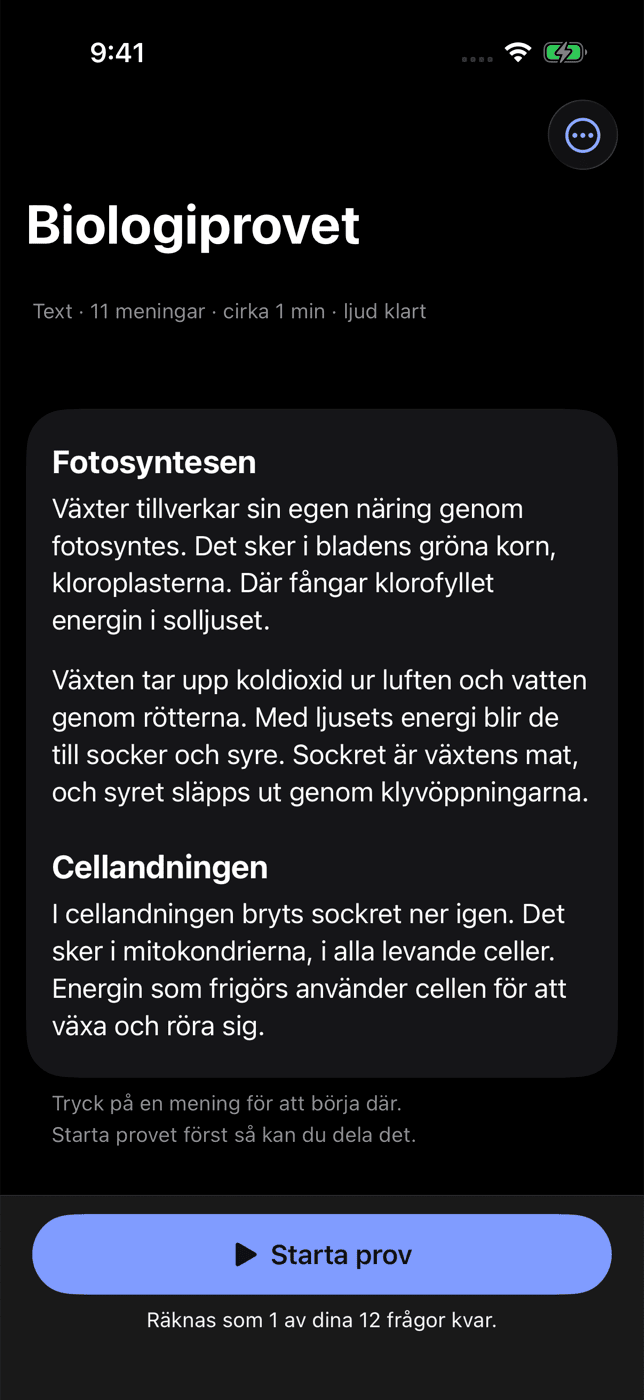 9:41
Biologiprovet
Text · 11 meningar · cirka 1 min · ljud klart
Fotosyntesen
Växter tillverkar sin egen näring genom
fotosyntes. Det sker i bladens gröna korn,
kloroplasterna. Där fångar klorofyllet
energin i solljuset.
Växten tar upp koldioxid ur luften och vatten
genom rötterna. Med ljusets energi blir de
till socker och syre. Sockret är växtens mat,
och syret släpps ut genom klyvöppningarna.
Cellandningen
I cellandningen bryts sockret ner igen. Det
sker i mitokondrierna, i alla levande celler.
Energin som frigörs använder cellen för att
växa och röra sig.
Tryck på en mening för att börja där.
Starta provet först så kan du dela det.
Starta prov
Räknas som 1 av dina 12 frågor kvar.